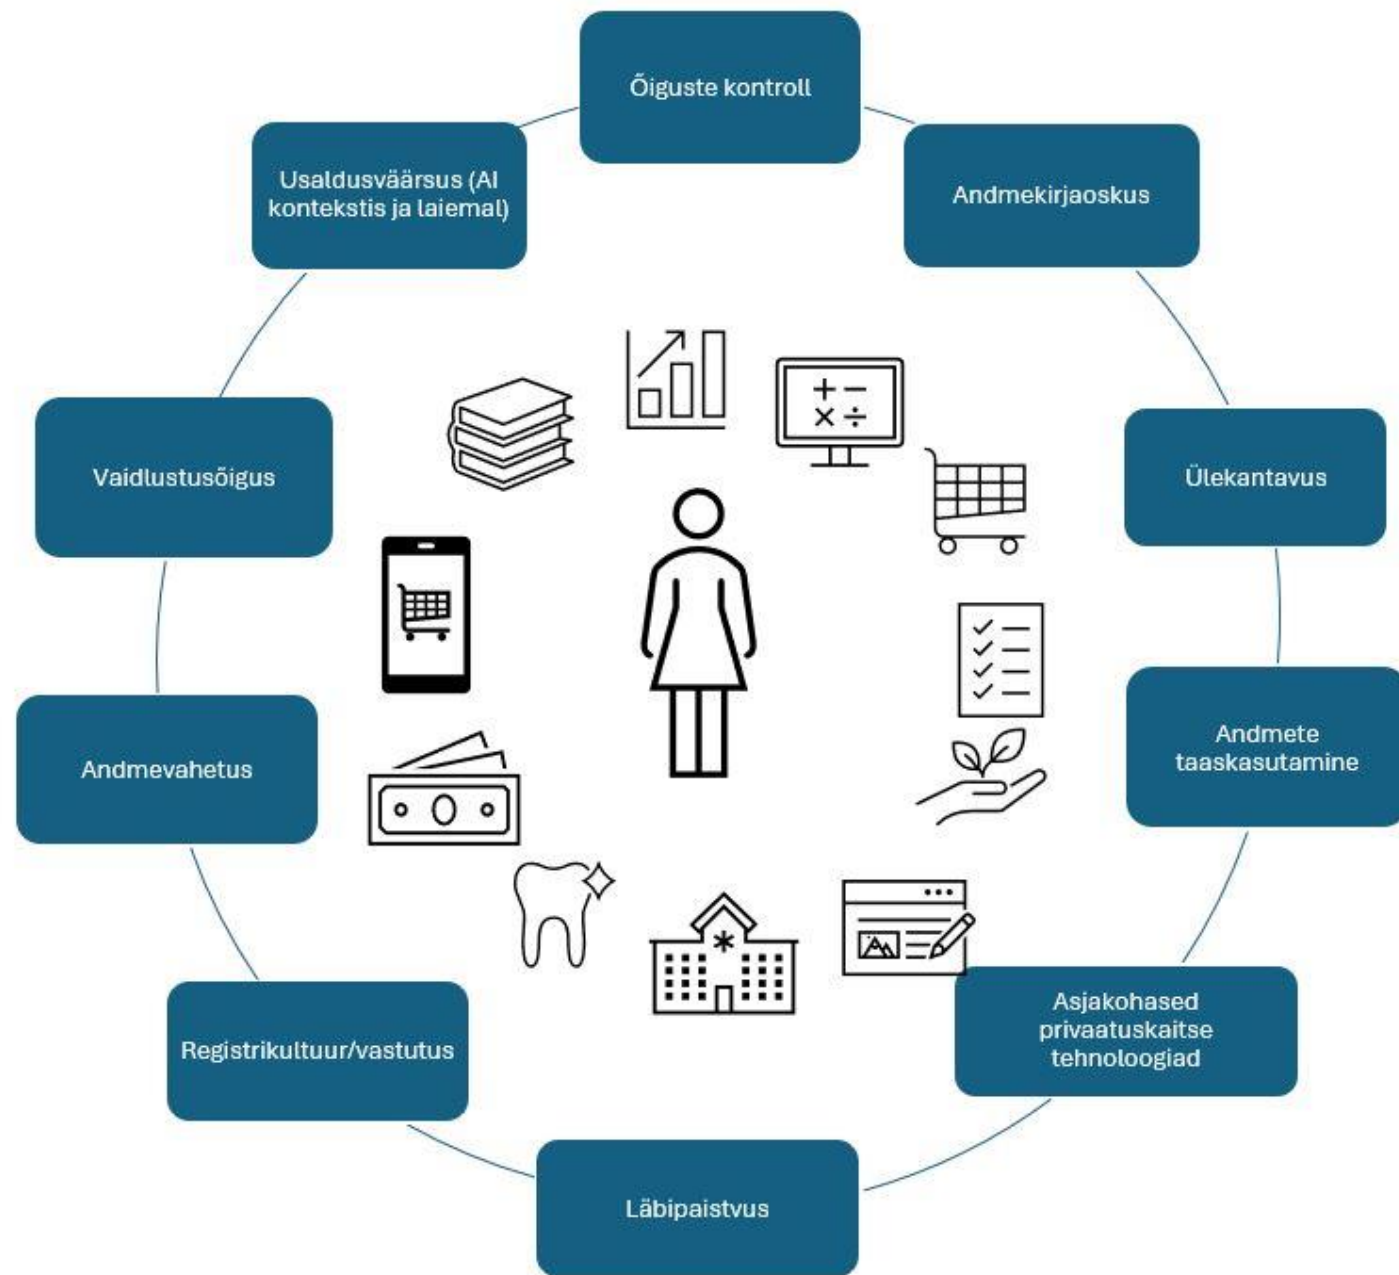 Õiguste kontroll
Usaldusväärsus (AI
kontekstis ja laiemal)
Andmekirjaoskus
Vaidlustusõigus
Ülekantavus
Andmevahetus
Andmete
taaskasutamine
Registrikultuur/vastutus
Asjakohased
privaatuskaitse
tehnoloogiad
Läbipaistvus